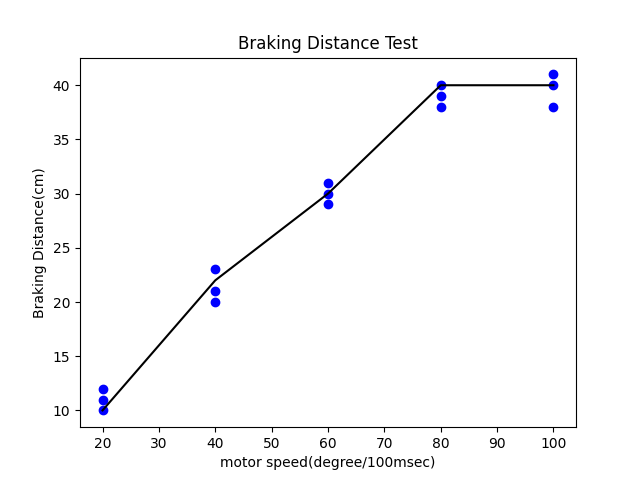 Braking Distance Test
40
35
30
25
20
15
10
Braking Distance(cm)
20 30 40 50 60 70 80 90 100
motor speed(degree/100msec)